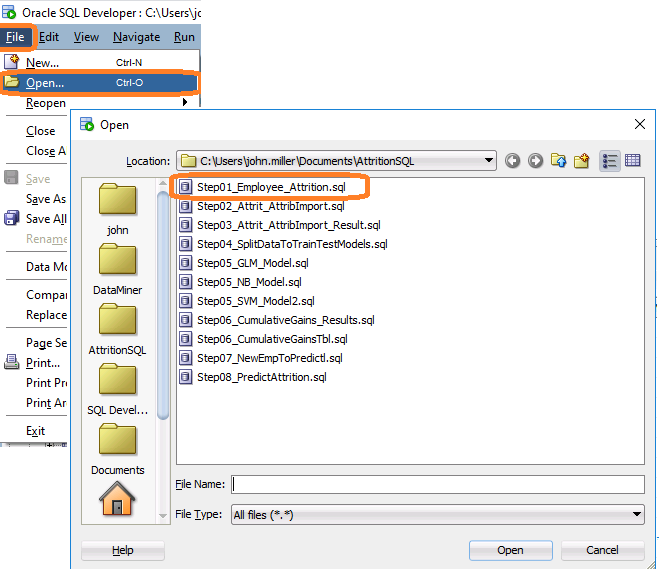 Oracle SQL Developer : C:\Users\jo
File Edit View Navigate Run
New... Ctrl-N
Open... Ctrl-O
Reopen
Close
Close A
Save
Save As
Save All
Rename
Data Mo
Compar
Replace
Page Se
Print...
Print Pr
Print Ar
Exit
Open
Location: C:\Users\john.miller\Documents\AttritionSQL
john
DataMiner
AttritionSQL
SQL Devel...
Documents
Step01_Employee_Attrition.sql
Step02_Attrit_AttribImport.sql
Step03_Attrit_AttribImport_Result.sql
Step04_SplitDataToTrainTestModels.sql
Step05_GLM_Model.sql
Step05_NB_Model.sql
Step05_SVM_Model2.sql
Step06_CumulativeGains_Results.sql
Step06_CumulativeGainsTbl.sql
Step07_NewEmpToPredictI.sql
Step08_PredictAttrition.sql
File Name:
File Type: All files (*.*)
Help Open Cancel